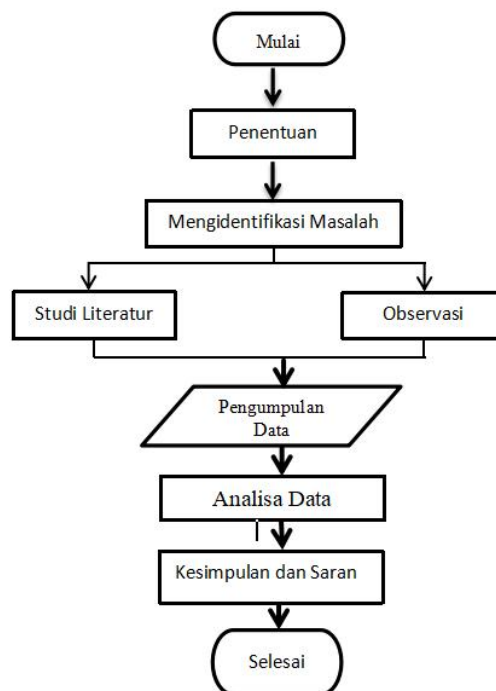 Mulai
Penentuan
Mengidentifikasi Masalah
Studi Literatur
Observasi
Pengumpulan
Data
Analisa Data
Kesimpulan dan Saran
Selesai